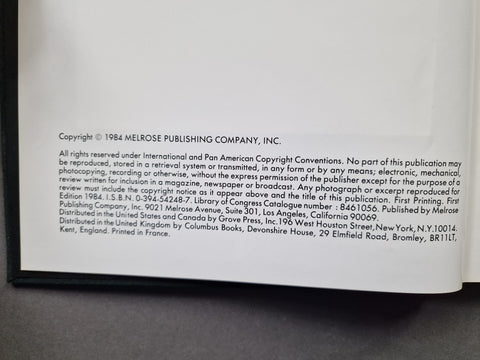 Copyright © 1984 MELROSE PUBLISHING COMPANY, INC.
All rights reserved under International and Pan American Copyright Conventions. No part of this publication may
be reproduced, stored in a retrieval system or transmitted, in any form or by any means; electronic, mechanical,
photocopying, recording or otherwise, without the express permission of the publisher except for the purpose of a
review written for inclusion in a magazine, newspaper or broadcast. Any photograph or excerpt reproduced for
review must include the copyright notice as it appear above and the title of this publication. First Printing. First
Edition 1984. I.S.B.N. 0-394-54248-7. Library of Congress Catalogue number : 8461056. Published by Melrose
Publishing Company, Inc. 9021 Melrose Avenue, Suite 301, Los Angeles, California 90069.
Distributed in the United States and Canada by Grove Press, Inc. 196 West Houston Street, New York, N.Y. 10014.
Distributed in the United Kingdom by Columbus Books, Devonshire House, 29 Elmfield Road, Bromley, BR11LT,
Kent, England. Printed in France.